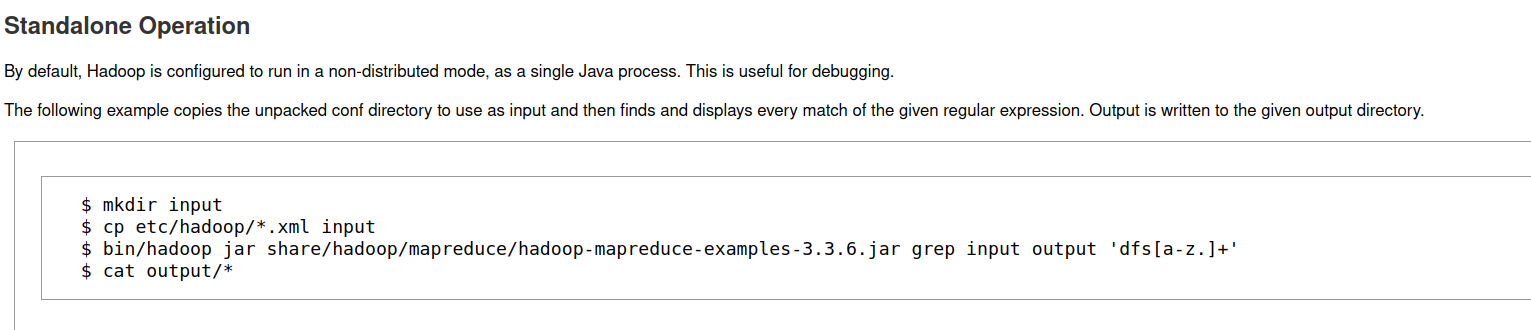 Standalone Operation
By default, Hadoop is configured to run in a non-distributed mode, as a single Java process. This is useful for debugging.
The following example copies the unpacked conf directory to use as input and then finds and displays every match of the given regular expression. Output is written to the given output directory.
$ mkdir input
$ cp etc/hadoop/*.xml input
$ bin/hadoop jar share/hadoop/mapreduce/hadoop-mapreduce-examples-3.3.6.jar grep input output 'dfs[a-z.]+'
$ cat output/*